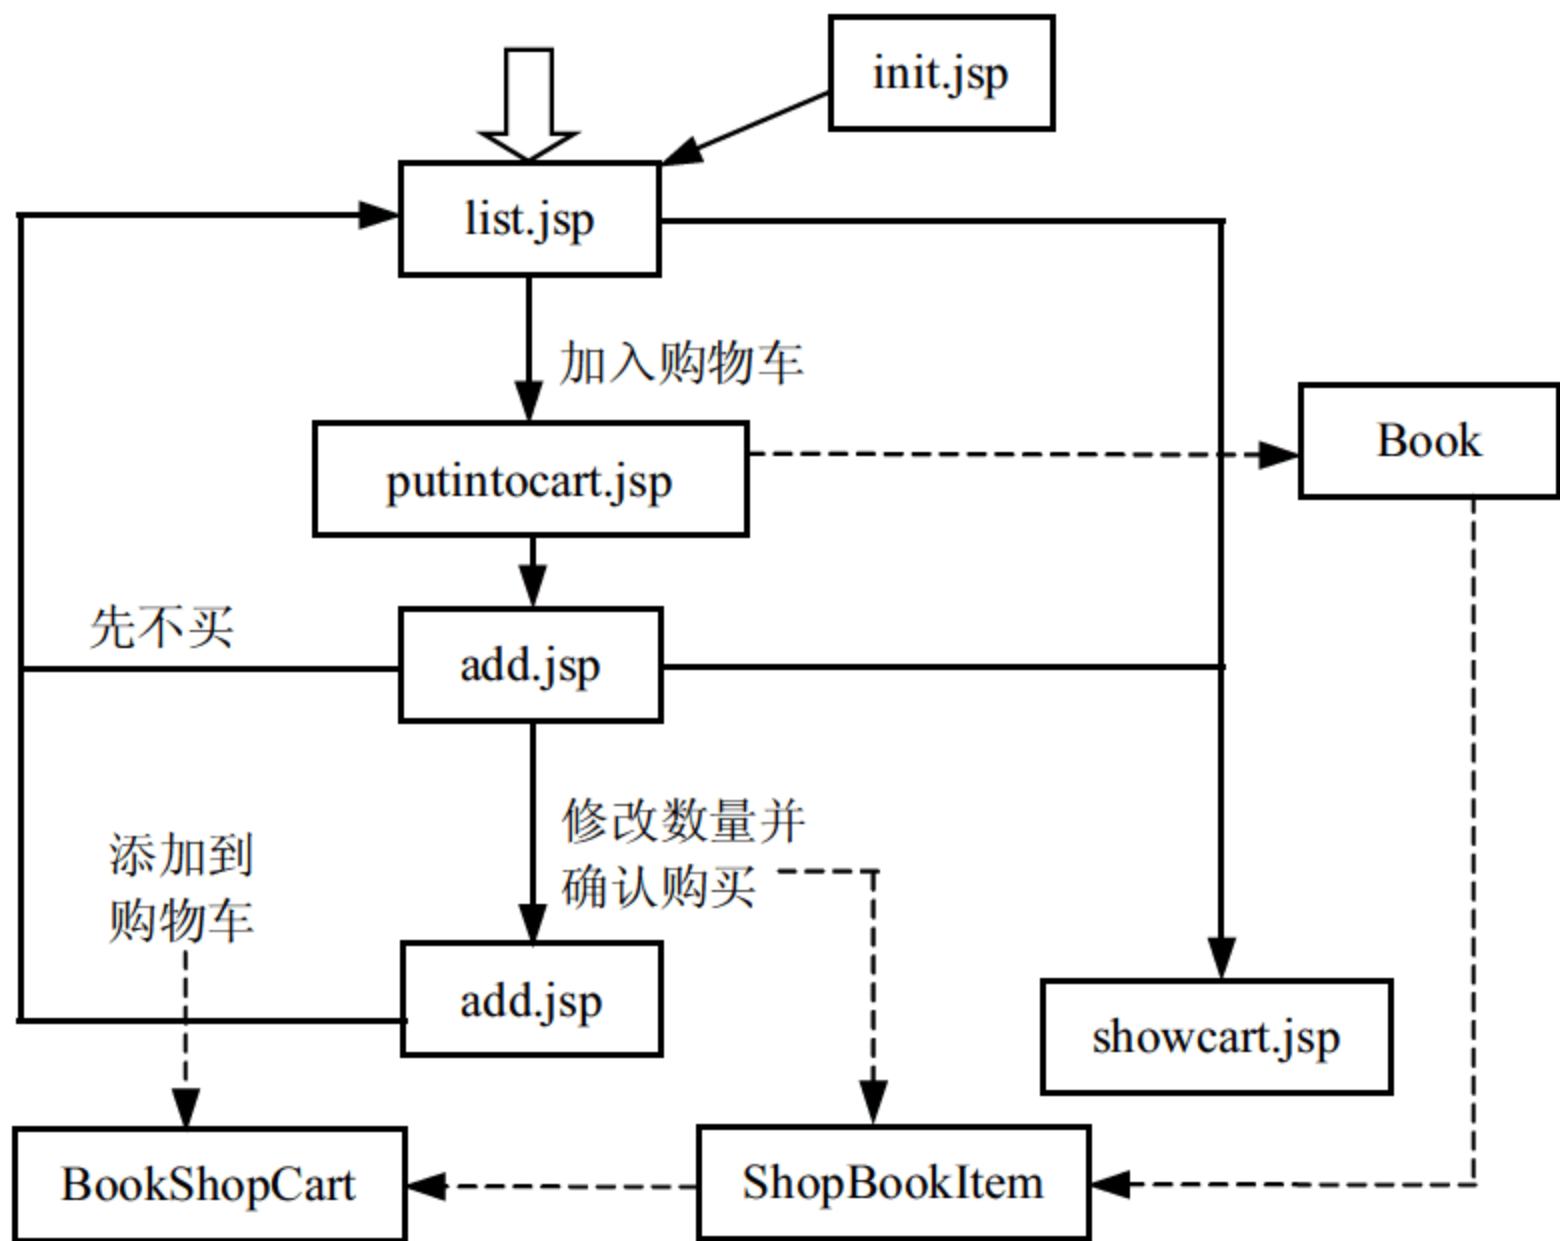 init.jsp
list.jsp
加入购物车
Book
putintocart.jsp
先不买
add.jsp
修改数量并
确认购买
添加到
购物车
add.jsp
showcart.jsp
BookShopCart
ShopBookItem